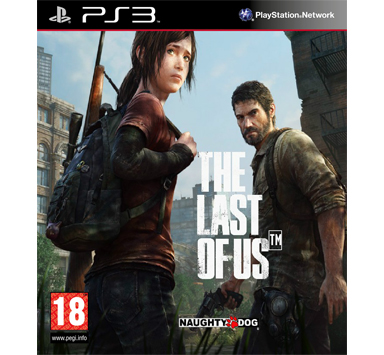 PS3
PlayStation®Network
THE
LAST
OF US™
18
www.pegi.info
NAUGHTY DOG